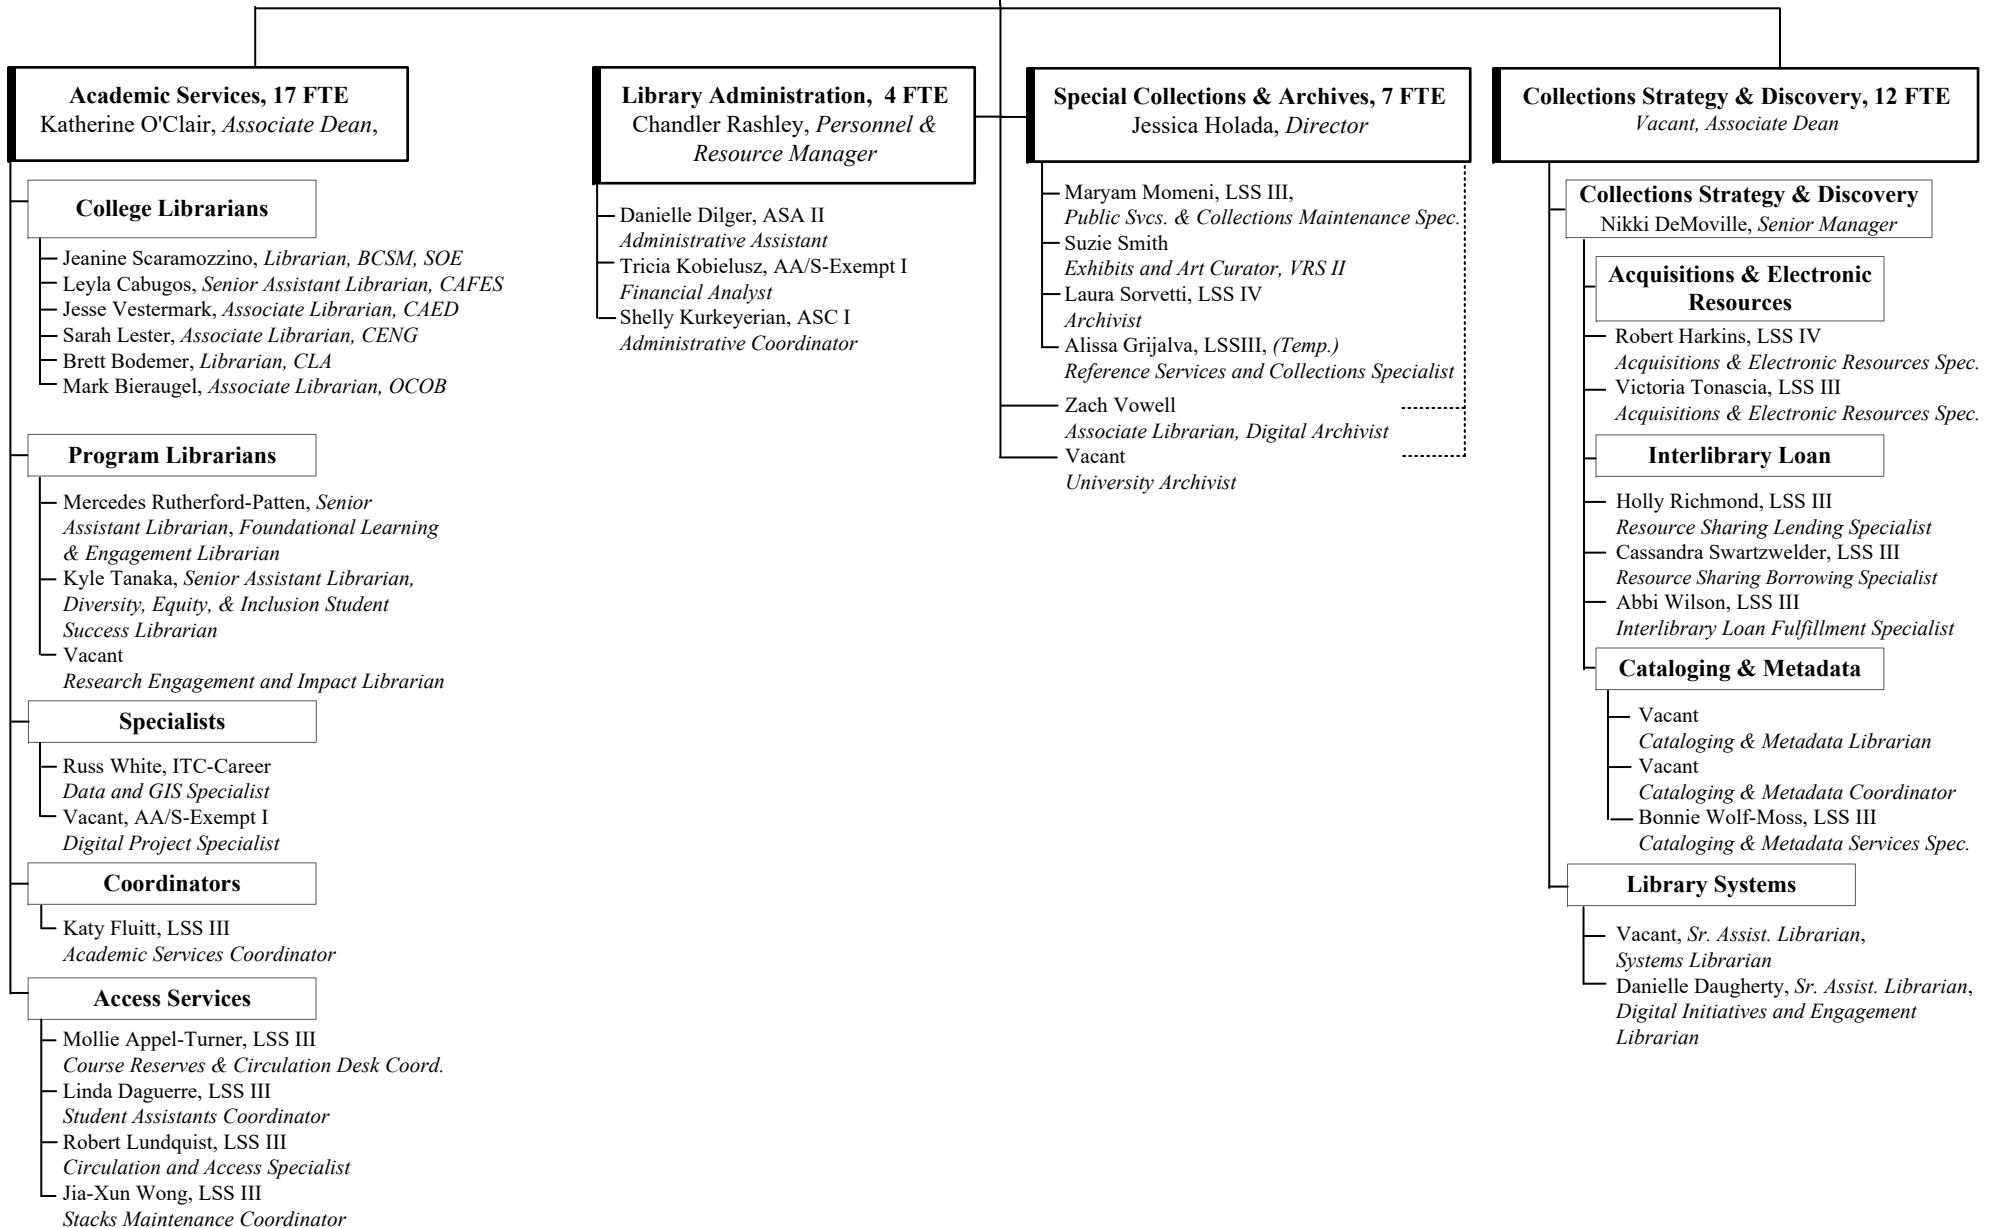 Academic Services, 17 FTE
Katherine O'Clair, Associate Dean,
College Librarians
Jeanine Scaramozzino, Librarian, BCSM, SOE
Leyla Cabugos, Senior Assistant Librarian, CAFES
Jesse Vestermark, Associate Librarian, CAED
Sarah Lester, Associate Librarian, CENG
Brett Bodemer, Librarian, CLA
Mark Bieraugel, Associate Librarian, OCOB
Program Librarians
Mercedes Rutherford-Patten, Senior
Assistant Librarian, Foundational Learning
& Engagement Librarian
Kyle Tanaka, Senior Assistant Librarian,
Diversity, Equity, & Inclusion Student
Success Librarian
Vacant
Research Engagement and Impact Librarian
Specialists
Russ White, ITC-Career
Data and GIS Specialist
Vacant, AA/S-Exempt I
Digital Project Specialist
Coordinators
Katy Fluitt, LSS III
Academic Services Coordinator
Access Services
Mollie Appel-Turner, LSS III
Course Reserves & Circulation Desk Coord.
Linda Daguerre, LSS III
Student Assistants Coordinator
Robert Lundquist, LSS III
Circulation and Access Specialist
Jia-Xun Wong, LSS III
Stacks Maintenance Coordinator
Library Administration, 4 FTE
Chandler Rashley, Personnel &
Resource Manager
Danielle Dilger, ASA II
Administrative Assistant
Tricia Kobielusz, AA/S-Exempt I
Financial Analyst
Shelly Kurkeyerian, ASC I
Administrative Coordinator
Special Collections & Archives, 7 FTE
Jessica Holada, Director
Maryam Momeni, LSS III,
Public Svcs. & Collections Maintenance Spec.
Suzie Smith
Exhibits and Art Curator, VRS II
Laura Sorvetti, LSS IV
Archivist
Alissa Grijalva, LSSIII, (Temp.)
Reference Services and Collections Specialist
Zach Vowell
Associate Librarian, Digital Archivist
Vacant
University Archivist
Collections Strategy & Discovery, 12 FTE
Vacant, Associate Dean
Collections Strategy & Discovery
Nikki DeMoville, Senior Manager
Acquisitions & Electronic
Resources
Robert Harkins, LSS IV
Acquisitions & Electronic Resources Spec.
Victoria Tonascia, LSS III
Acquisitions & Electronic Resources Spec.
Interlibrary Loan
Holly Richmond, LSS III
Resource Sharing Lending Specialist
Cassandra Swartzwelder, LSS III
Resource Sharing Borrowing Specialist
Abbi Wilson, LSS III
Interlibrary Loan Fulfillment Specialist
Cataloging & Metadata
Vacant
Cataloging & Metadata Librarian
Vacant
Cataloging & Metadata Coordinator
Bonnie Wolf-Moss, LSS III
Cataloging & Metadata Services Spec.
Library Systems
Vacant, Sr. Assist. Librarian,
Systems Librarian
Danielle Daugherty, Sr. Assist. Librarian,
Digital Initiatives and Engagement
Librarian